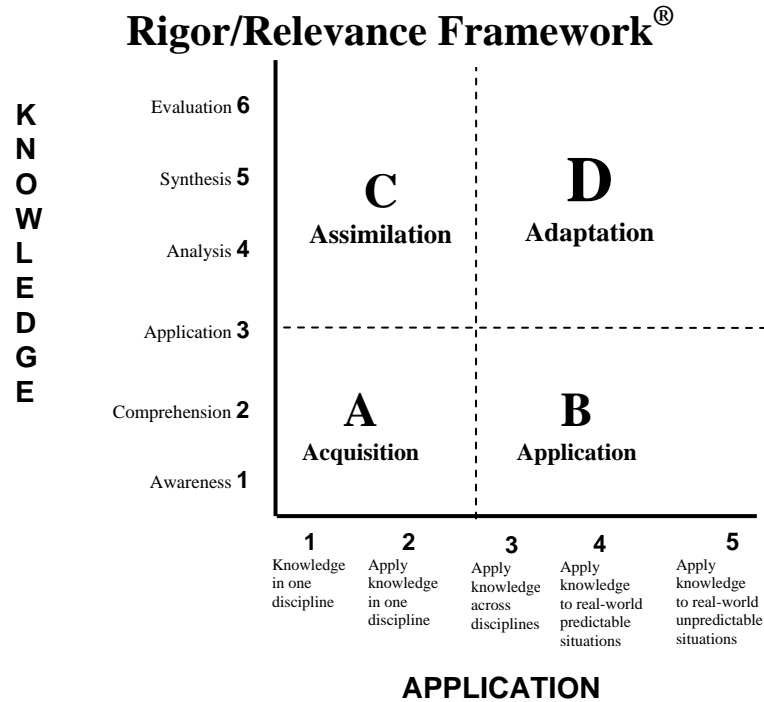 Rigor/Relevance Framework®
KNOWLEDGE
Evaluation 6
Synthesis 5
Analysis 4
Application 3
Comprehension 2
Awareness 1
C
Assimilation
D
Adaptation
A
Acquisition
B
Application
1
Knowledge
in one
discipline
2
Apply
knowledge
in one
discipline
3
Apply
knowledge
across
disciplines
4
Apply
knowledge
to real-world
predictable
situations
5
Apply
knowledge
to real-world
unpredictable
situations
APPLICATION